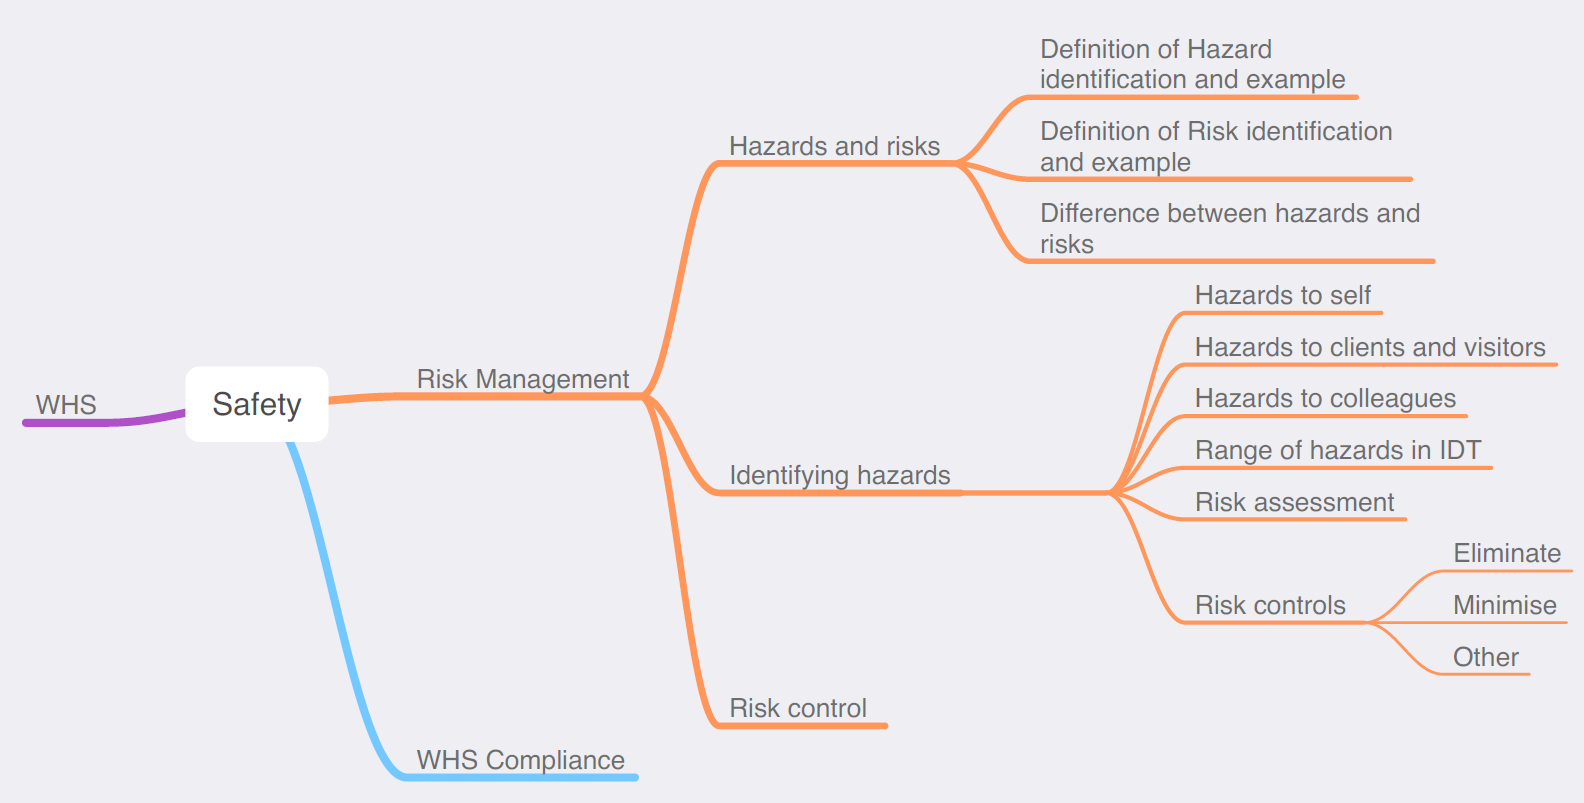 Safety
WHS
Risk Management
Hazards and risks
Definition of Hazard
identification and example
Definition of Risk identification
and example
Difference between hazards and
risks
Identifying hazards
Hazards to self
Hazards to clients and visitors
Hazards to colleagues
Range of hazards in IDT
Risk assessment
Risk controls
Eliminate
Minimise
Other
Risk control
WHS Compliance